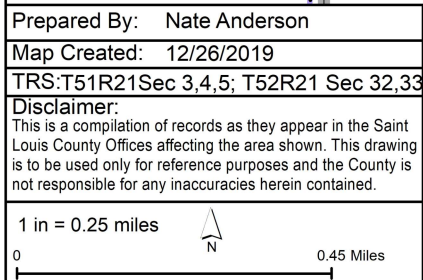 Prepared By: Nate Anderson
Map Created: 12/26/2019
TRS:T51R21Sec 3,4,5; T52R21 Sec 32,33
Disclaimer:
This is a compilation of records as they appear in the Saint
Louis County Offices affecting the area shown. This drawing
is to be used only for reference purposes and the County is
not responsible for any inaccuracies herein contained.
1 in = 0.25 miles
N
0 0.45 Miles